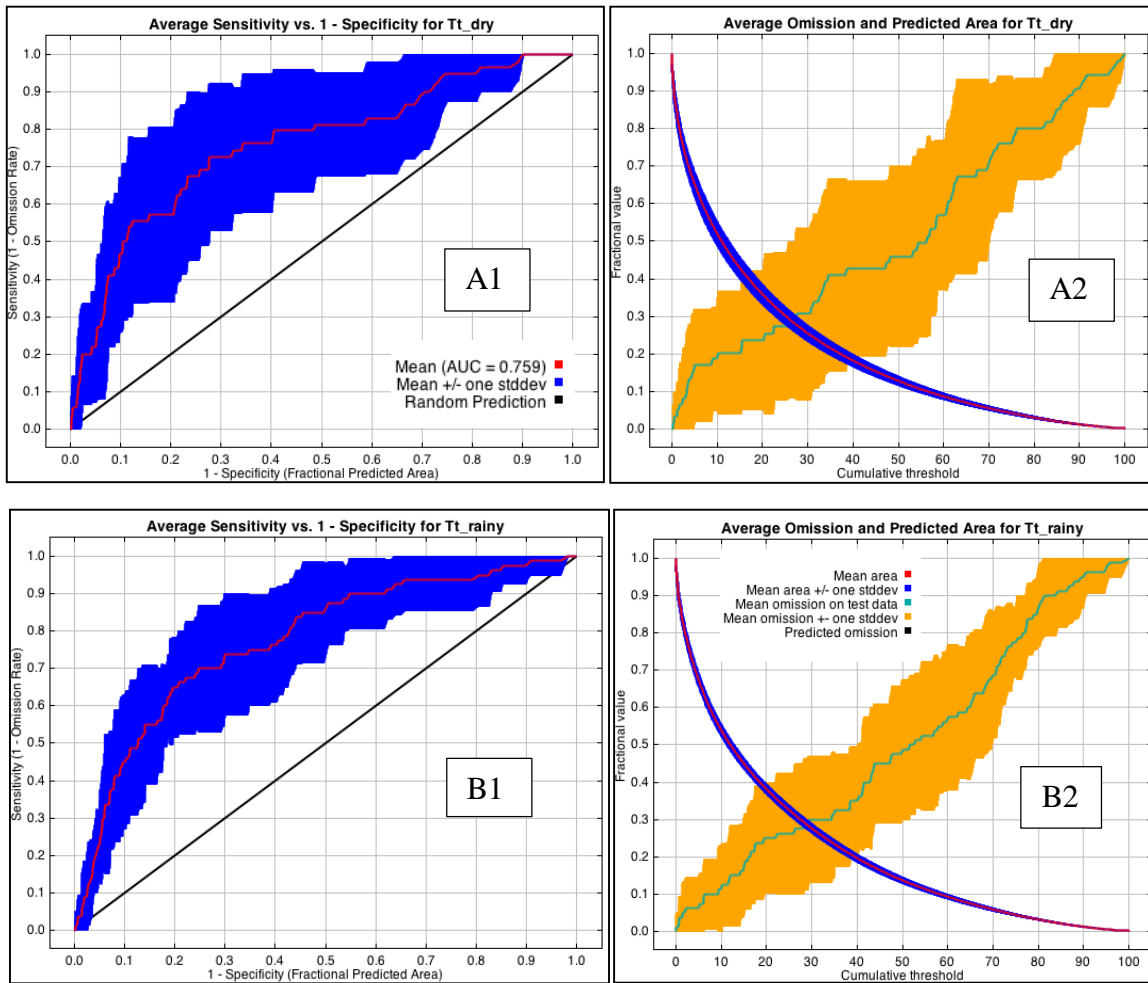 Average Sensitivity vs. 1 - Specificity for Tt_dry
Sensitivity (1 - Omission Rate)
1.0
0.9
0.8
0.7
0.6
0.5
0.4
0.3
0.2
0.1
0.0
A1
Mean (AUC = 0.759)
Mean +/- one stddev
Random Prediction
0.0 0.1 0.2 0.3 0.4 0.5 0.6 0.7 0.8 0.9 1.0
1 - Specificity (Fractional Predicted Area)
Average Omission and Predicted Area for Tt_dry
Fractional value
1.0
0.9
0.8
0.7
0.6
0.5
0.4
0.3
0.2
0.1
0.0
A2
0 10 20 30 40 50 60 70 80 90 100
Cumulative threshold
Average Sensitivity vs. 1 - Specificity for Tt_rainy
Sensitivity (1 - Omission Rate)
1.0
0.9
0.8
0.7
0.6
0.5
0.4
0.3
0.2
0.1
0.0
B1
0.0 0.1 0.2 0.3 0.4 0.5 0.6 0.7 0.8 0.9 1.0
1 - Specificity (Fractional Predicted Area)
Average Omission and Predicted Area for Tt_rainy
Mean area
Mean area +/- one stddev
Mean omission on test data
Mean omission +- one stddev
Predicted omission
Fractional value
1.0
0.9
0.8
0.7
0.6
0.5
0.4
0.3
0.2
0.1
0.0
B2
0 10 20 30 40 50 60 70 80 90 100
Cumulative threshold